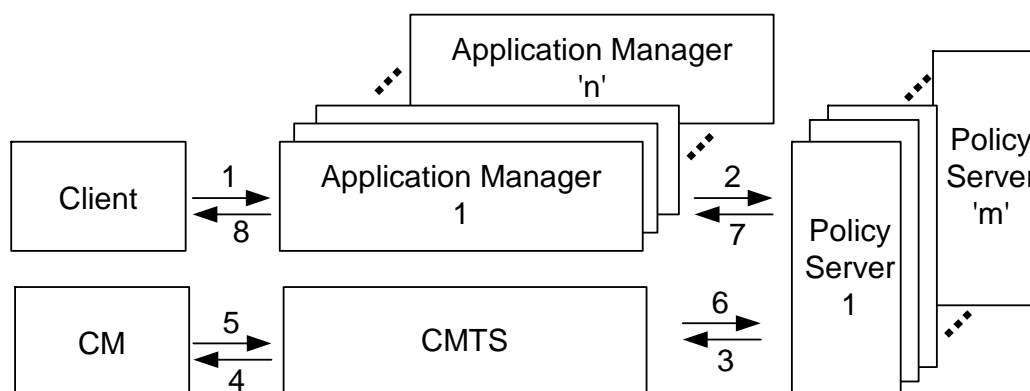 Application Manager
'n'
Policy
Server
'm'
Client
1
8
Application Manager
1
2
7
Policy
Server
1
CM
5
4
CMTS
6
3